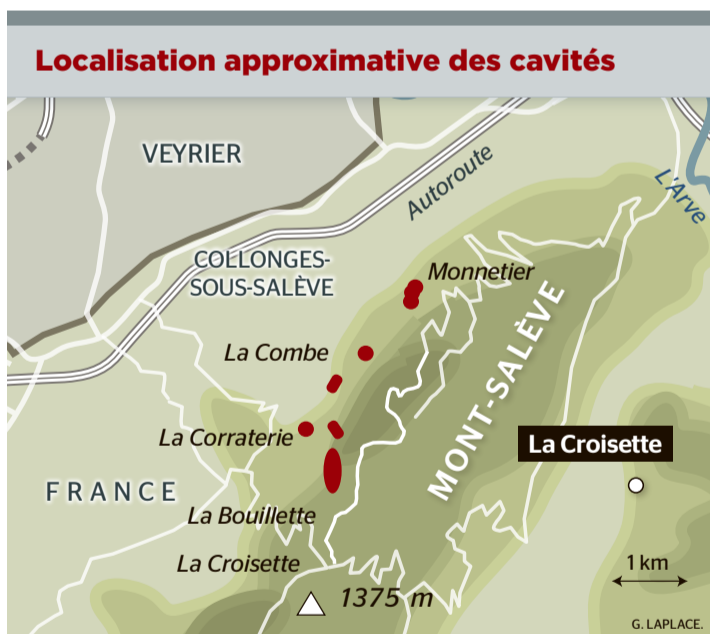 Localisation approximative des cavités
VEYRIER
Autoroute
L'Arve
COLLONGES-
SOUS-SALÈVE
Monnetier
La Combe
MONT-SALÈVE
La Corraterie
La Croisette
FRANCE
La Bouillette
La Croisette
1 km
1375 m
G. LAPLACE.